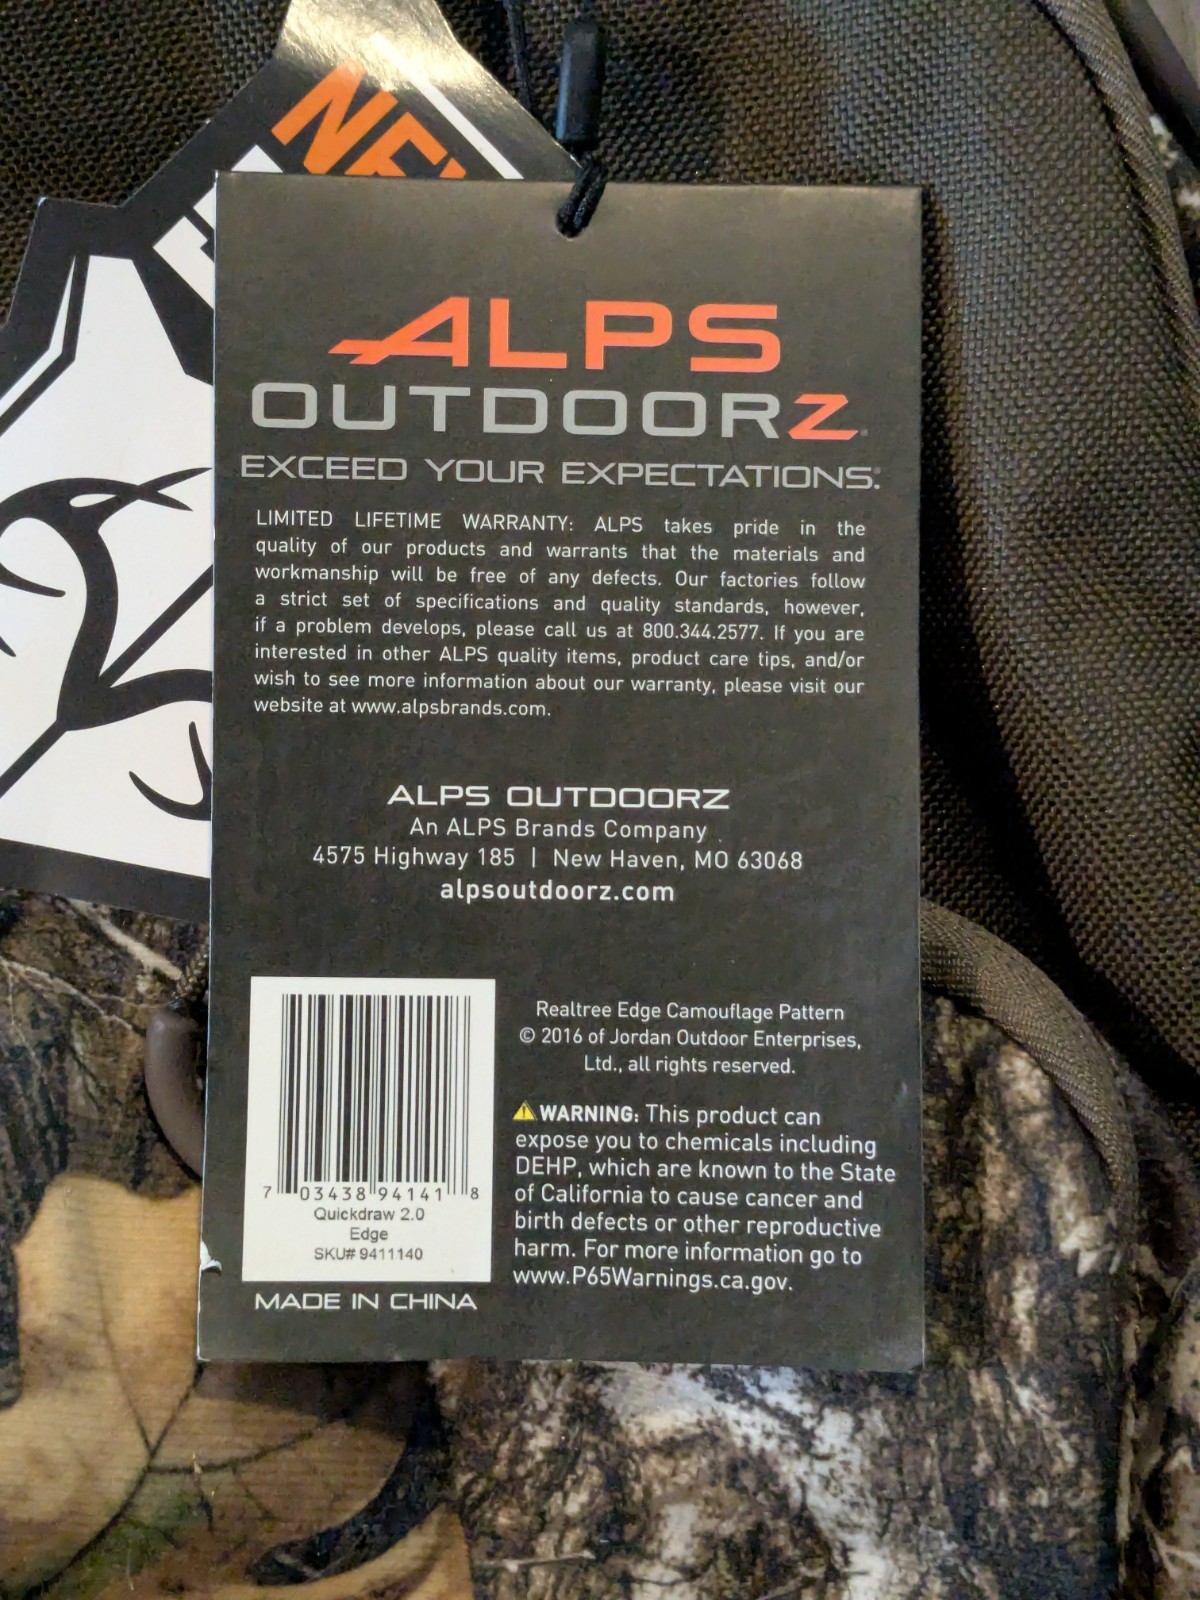 ALPS
OUTDOORZ
EXCEED YOUR EXPECTATIONS.
LIMITED LIFETIME WARRANTY: ALPS takes pride in the
quality of our products and warrants that the materials and
workmanship will be free of any defects. Our factories follow
a strict set of specifications and quality standards, however,
if a problem develops, please call us at 800.344.2577. If you are
interested in other ALPS quality items, product care tips, and/or
wish to see more information about our warranty, please visit our
website at www.alpsbrands.com.
ALPS OUTDOORZ
An ALPS Brands Company
4575 Highway 185 | New Haven, MO 63068
alpsoutdoorz.com
7 03438 94141 8
Quickdraw 2.0
Edge
SKU# 9411140
MADE IN CHINA
Realtree Edge Camouflage Pattern
© 2016 of Jordan Outdoor Enterprises,
Ltd., all rights reserved.
⚠WARNING: This product can
expose you to chemicals including
DEHP, which are known to the State
of California to cause cancer and
birth defects or other reproductive
harm. For more information go to
www.P65Warnings.ca.gov.